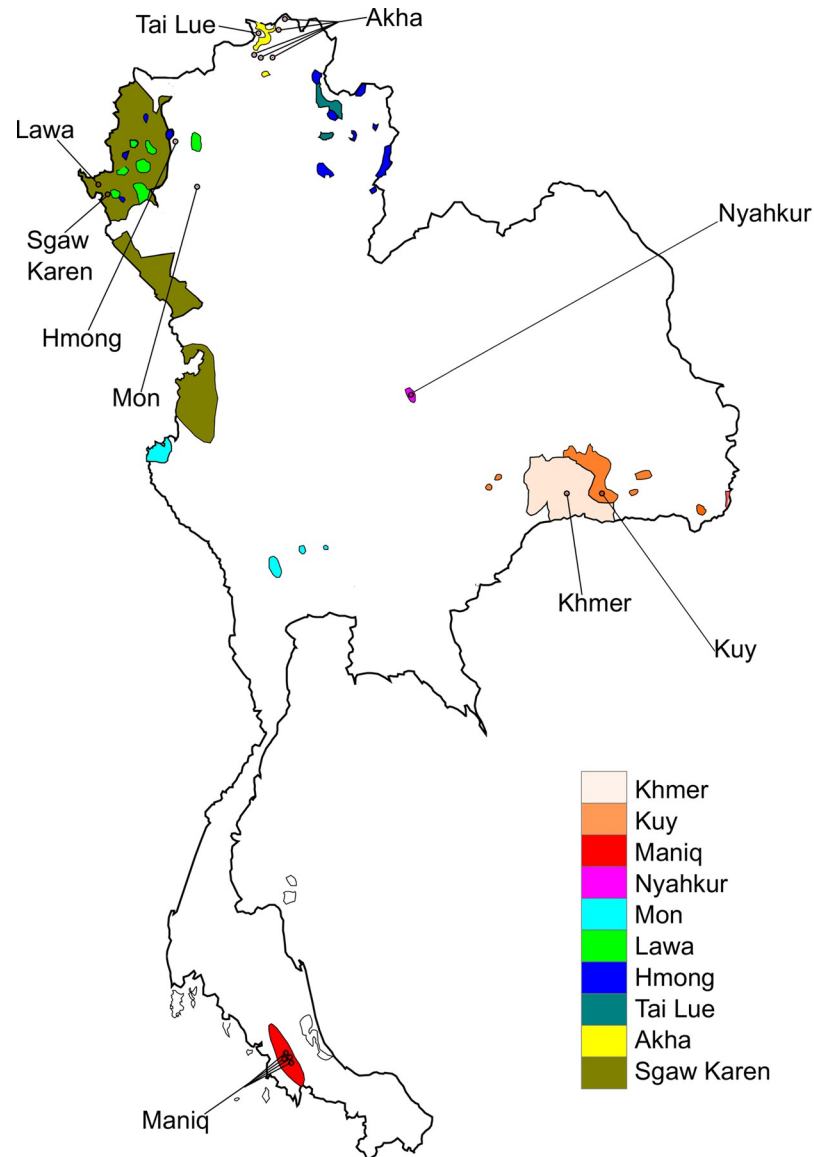 Tai Lue
Akha
Lawa
Sgaw
Karen
Hmong
Mon
Nyahkur
Khmer
Kuy
Maniq
Khmer
Kuy
Maniq
Nyahkur
Mon
Lawa
Hmong
Tai Lue
Akha
Sgaw Karen